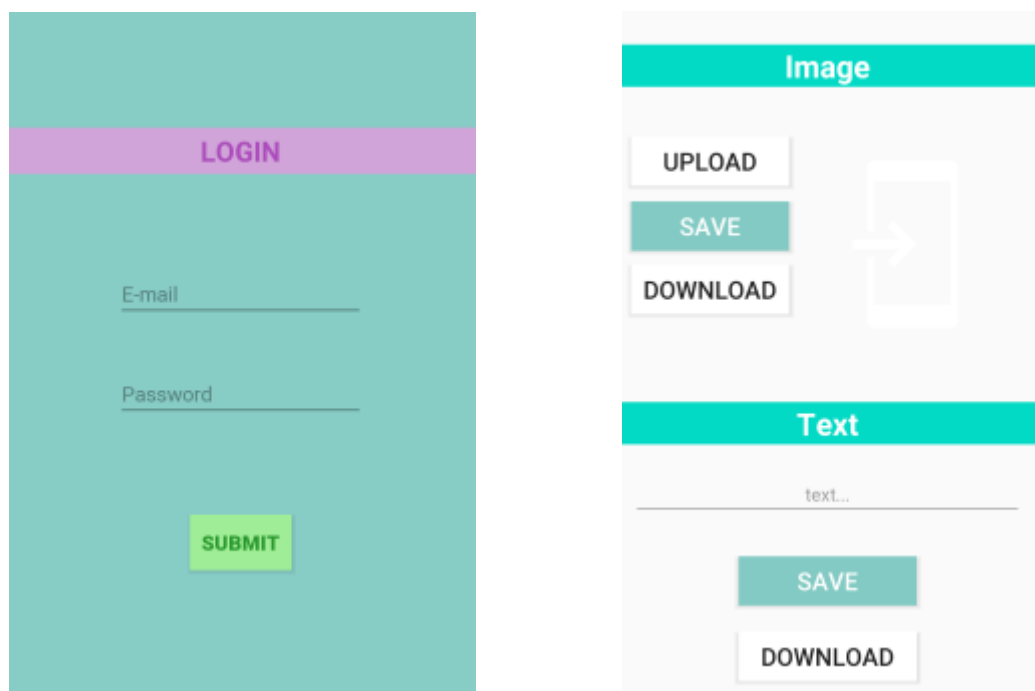 LOGIN
E-mail
Password
SUBMIT
Image
UPLOAD
SAVE
DOWNLOAD
Text
text...
SAVE
DOWNLOAD